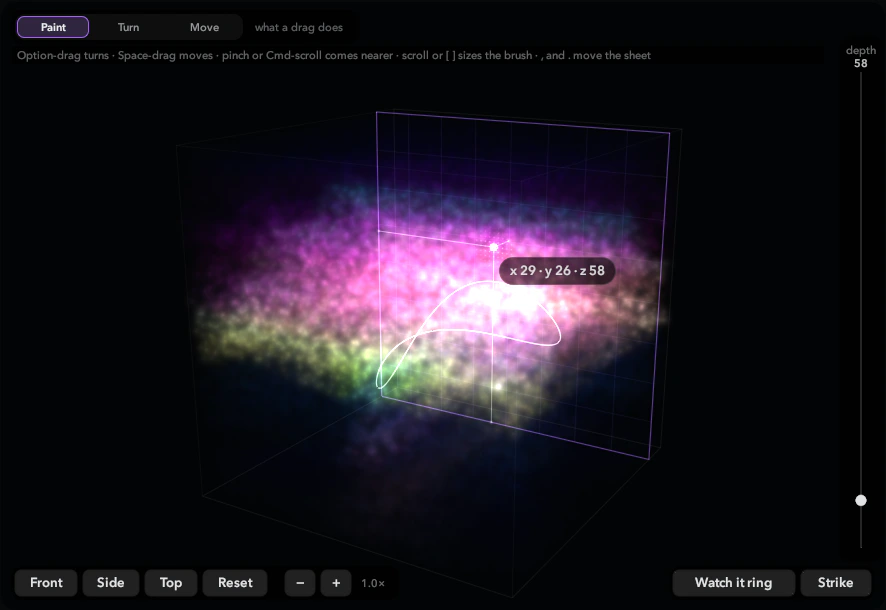 Paint Turn Move what a drag does
Option-drag turns · Space-drag moves · pinch or Cmd-scroll comes nearer · scroll or [ ] sizes the brush · , and . move the sheet
depth
58
x 29 · y 26 · z 58
Front Side Top Reset − + 1.0× Watch it ring Strike